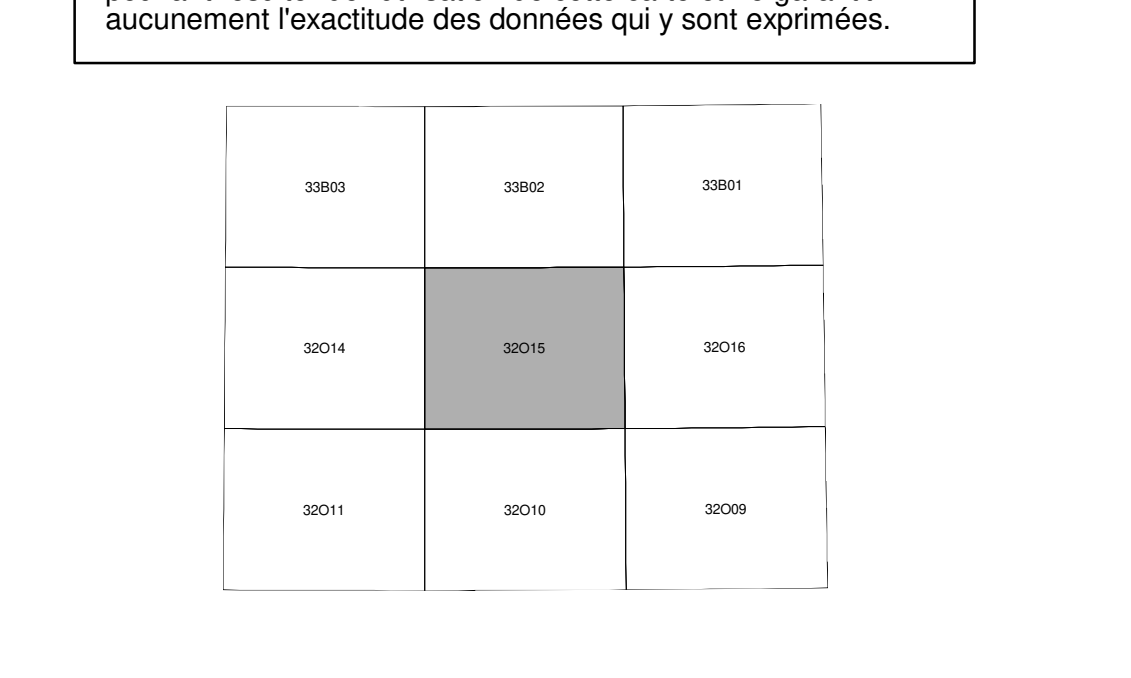 aucunement l'exactitude des données qui y sont exprimées.
33B03 33B02 33B01
32O14 32O15 32O16
32O11 32O10 32O09